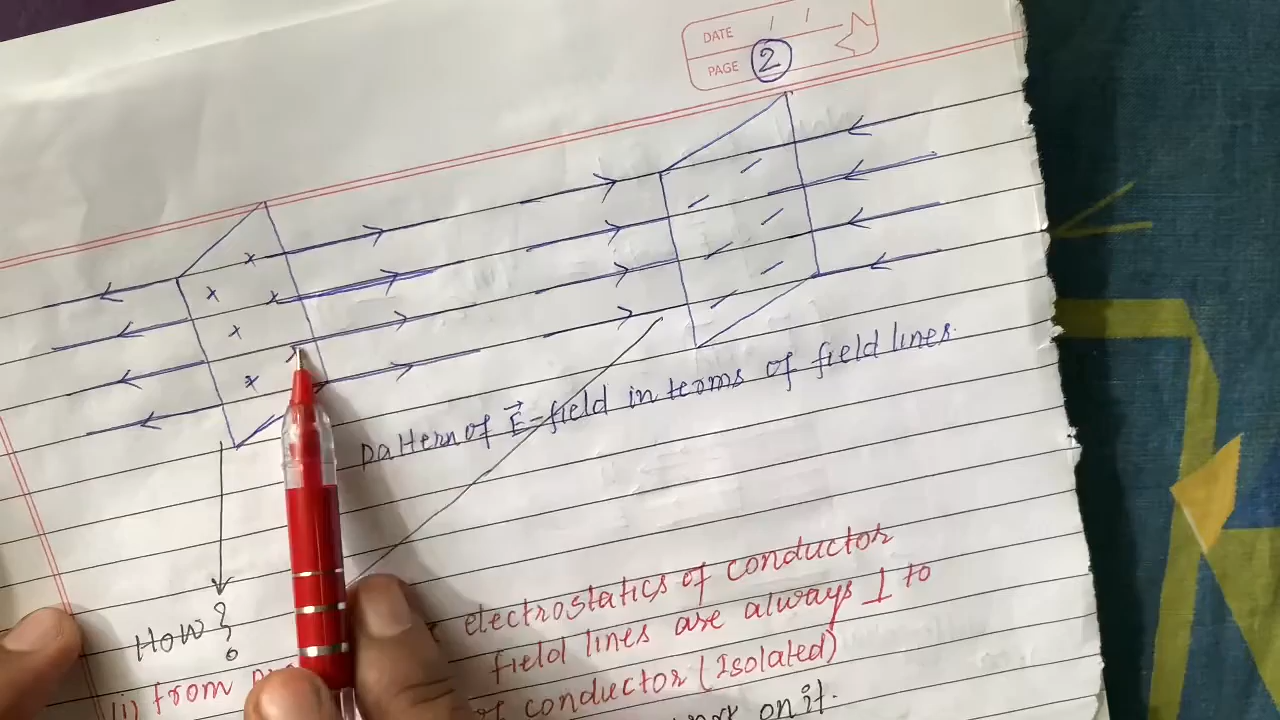 DATE / /
PAGE 2
pattern of E-field in terms of field lines.
How?
electrostatics of conductor
(i) from field lines are always ⊥ to
of conductor (Isolated)
on it.